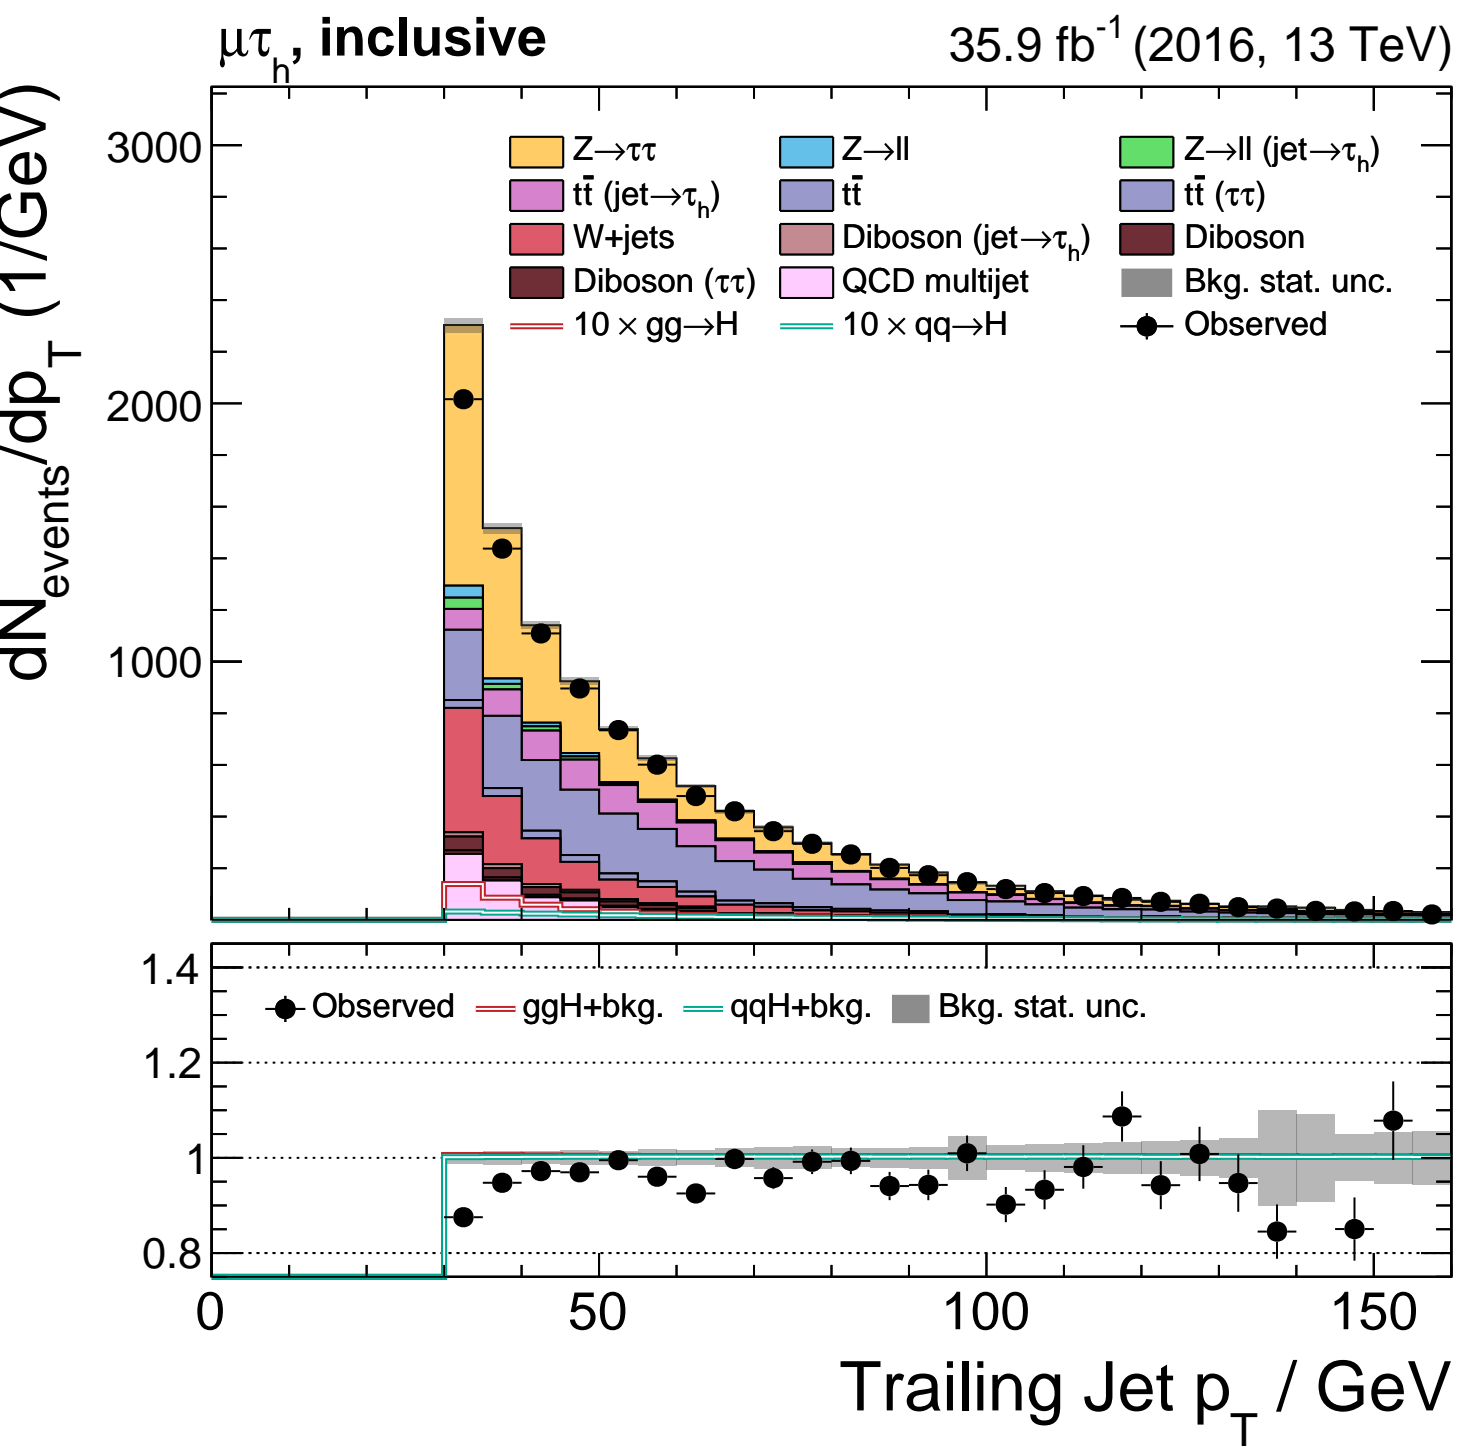 μτh, inclusive 35.9 fb-1 (2016, 13 TeV)
dNevents/dpT (1/GeV)
3000
2000
1000
Z→ττ Z→ll Z→ll (jet→τh)
tt̄ (jet→τh) tt̄ tt̄ (ττ)
W+jets Diboson (jet→τh) Diboson
Diboson (ττ) QCD multijet Bkg. stat. unc.
10 × gg→H 10 × qq→H Observed
1.4
1.2
1
0.8
Observed ggH+bkg. qqH+bkg. Bkg. stat. unc.
0 50 100 150
Trailing Jet pT / GeV